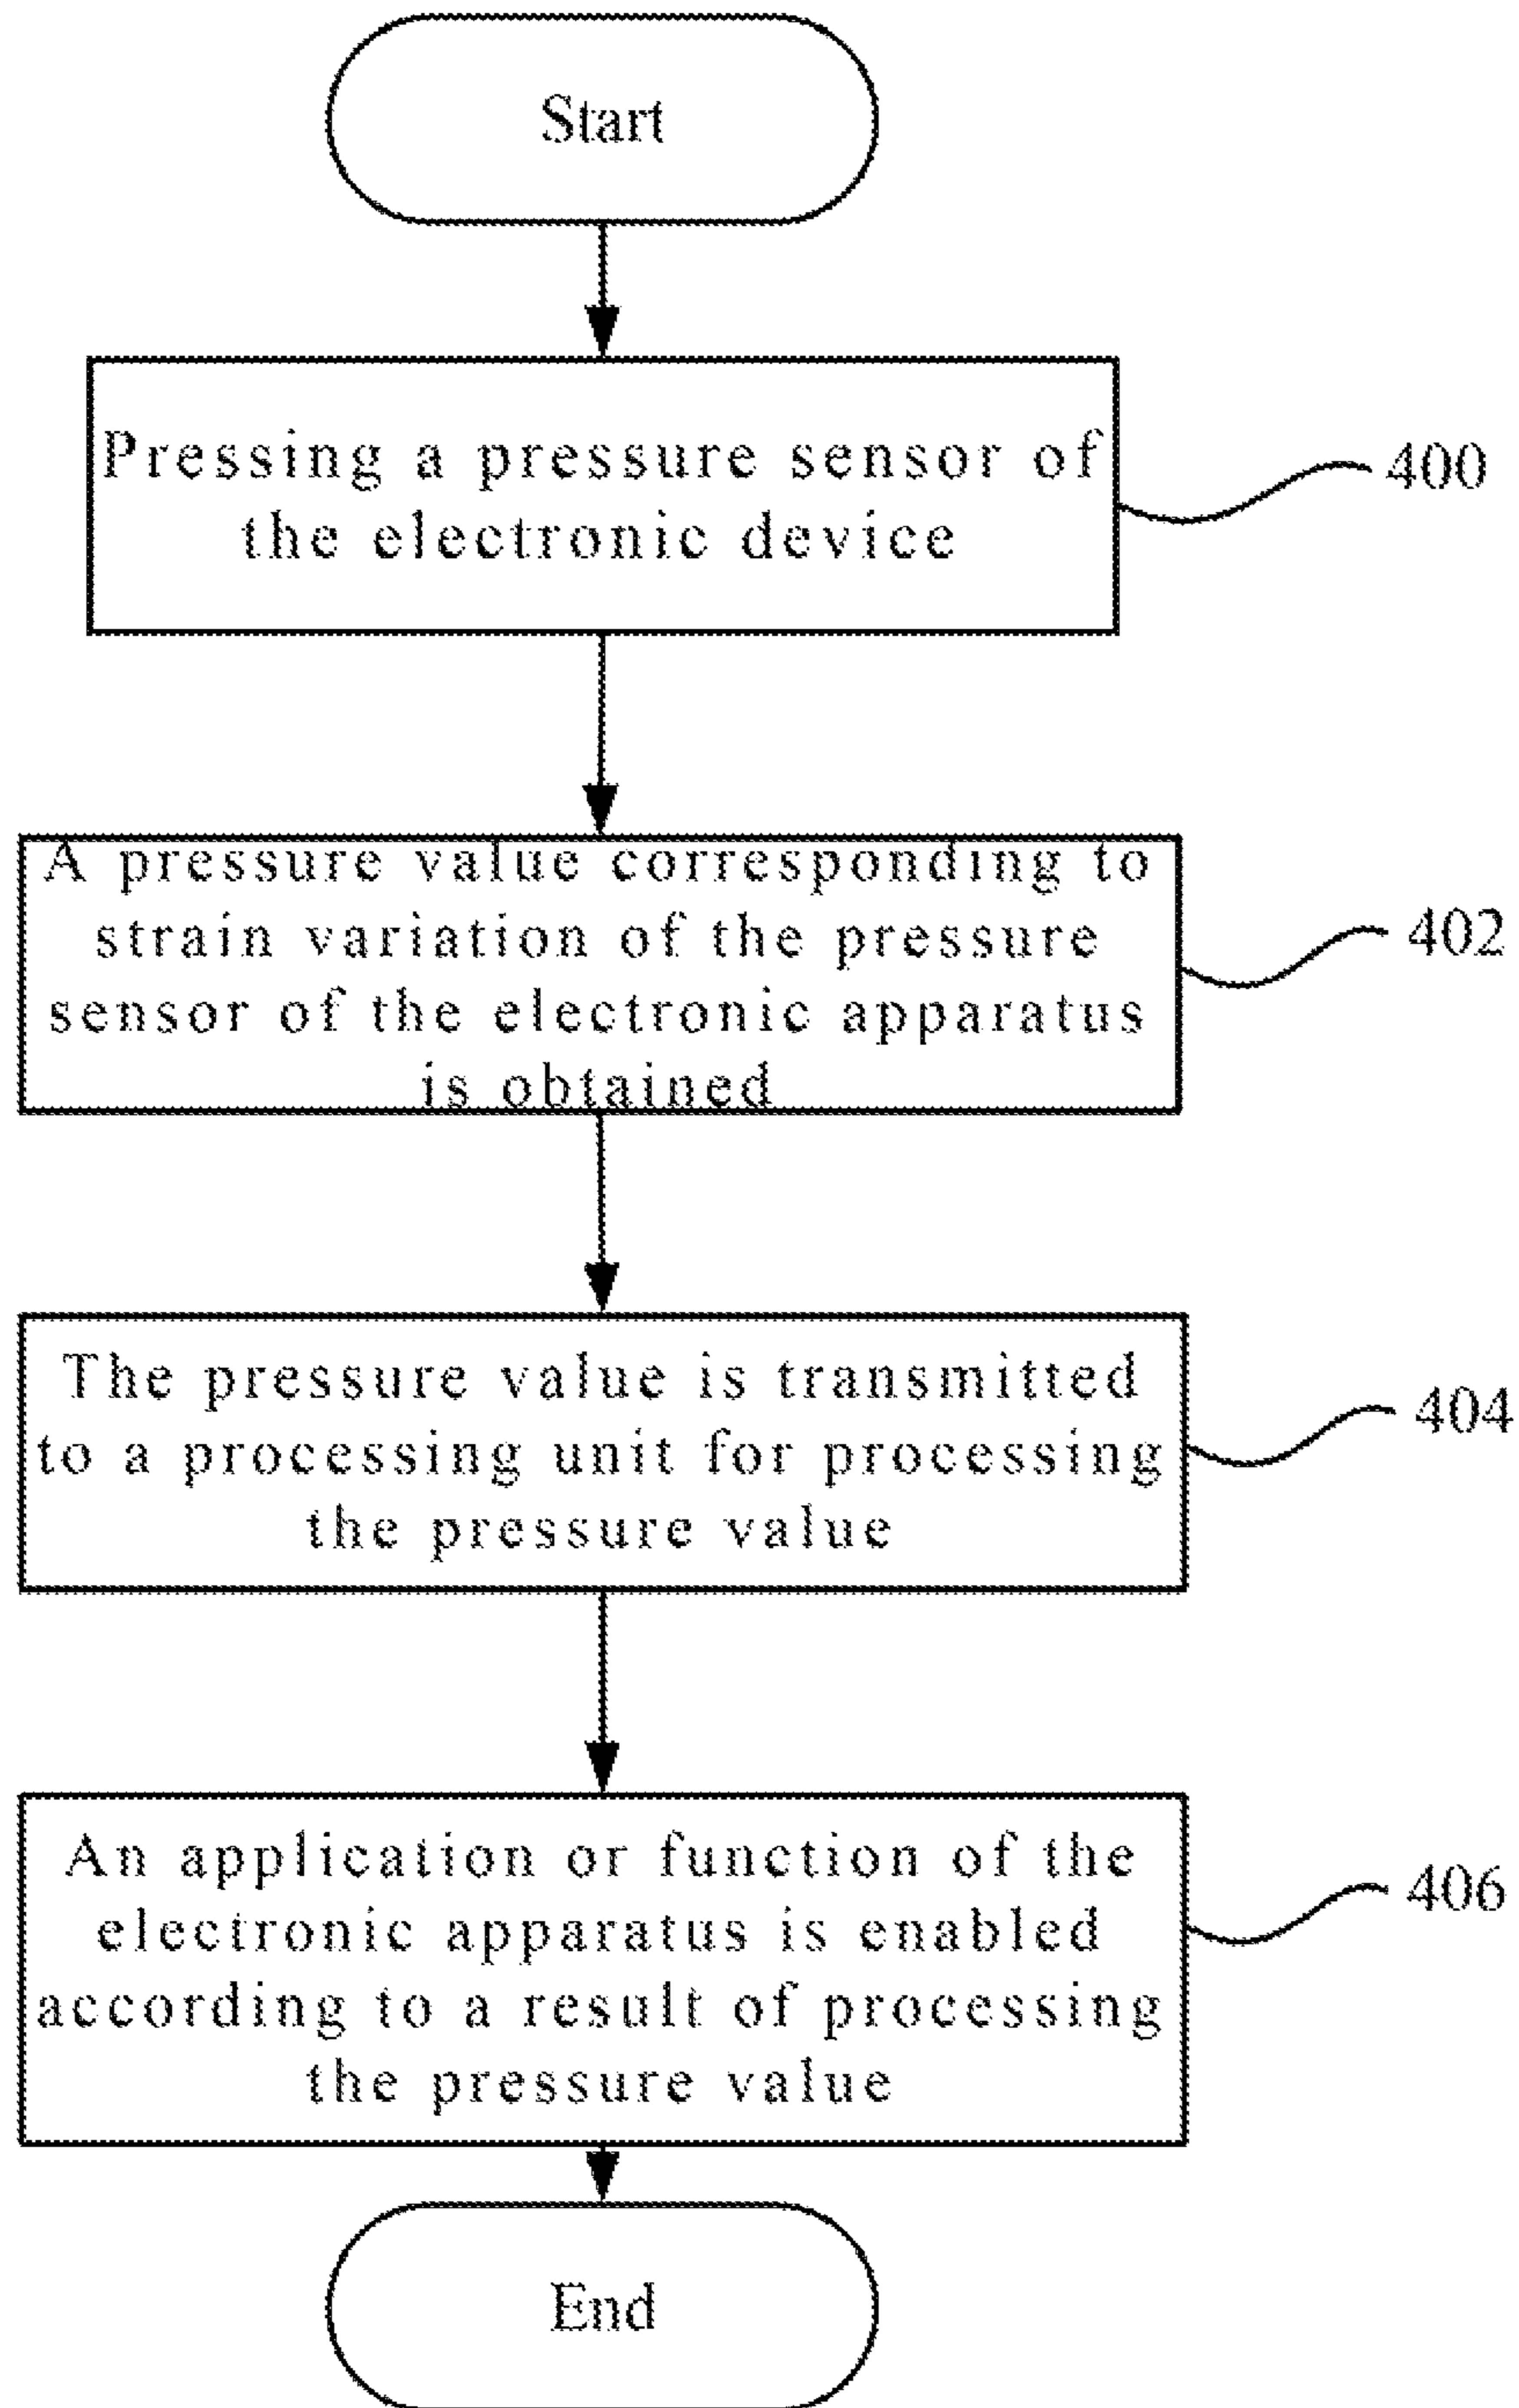 Start
Pressing a pressure sensor of
the electronic device
400
A pressure value corresponding to
strain variation of the pressure
sensor of the electronic apparatus
is obtained
402
The pressure value is transmitted
to a processing unit for processing
the pressure value
404
An application or function of the
electronic apparatus is enabled
according to a result of processing
the pressure value
406
End